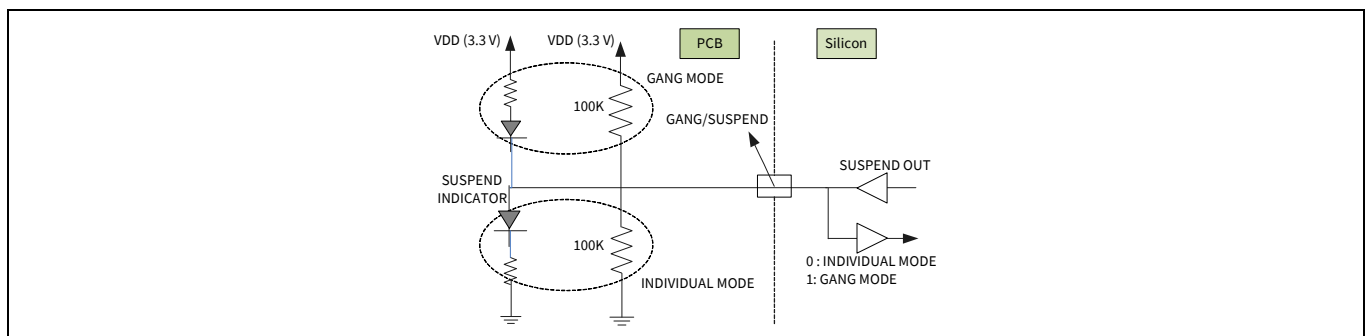 VDD (3.3 V)
VDD (3.3 V)
PCB
Silicon
GANG MODE
100K
GANG/SUSPEND
SUSPEND OUT
SUSPEND
INDICATOR
100K
0 : INDIVIDUAL MODE
1: GANG MODE
INDIVIDUAL MODE